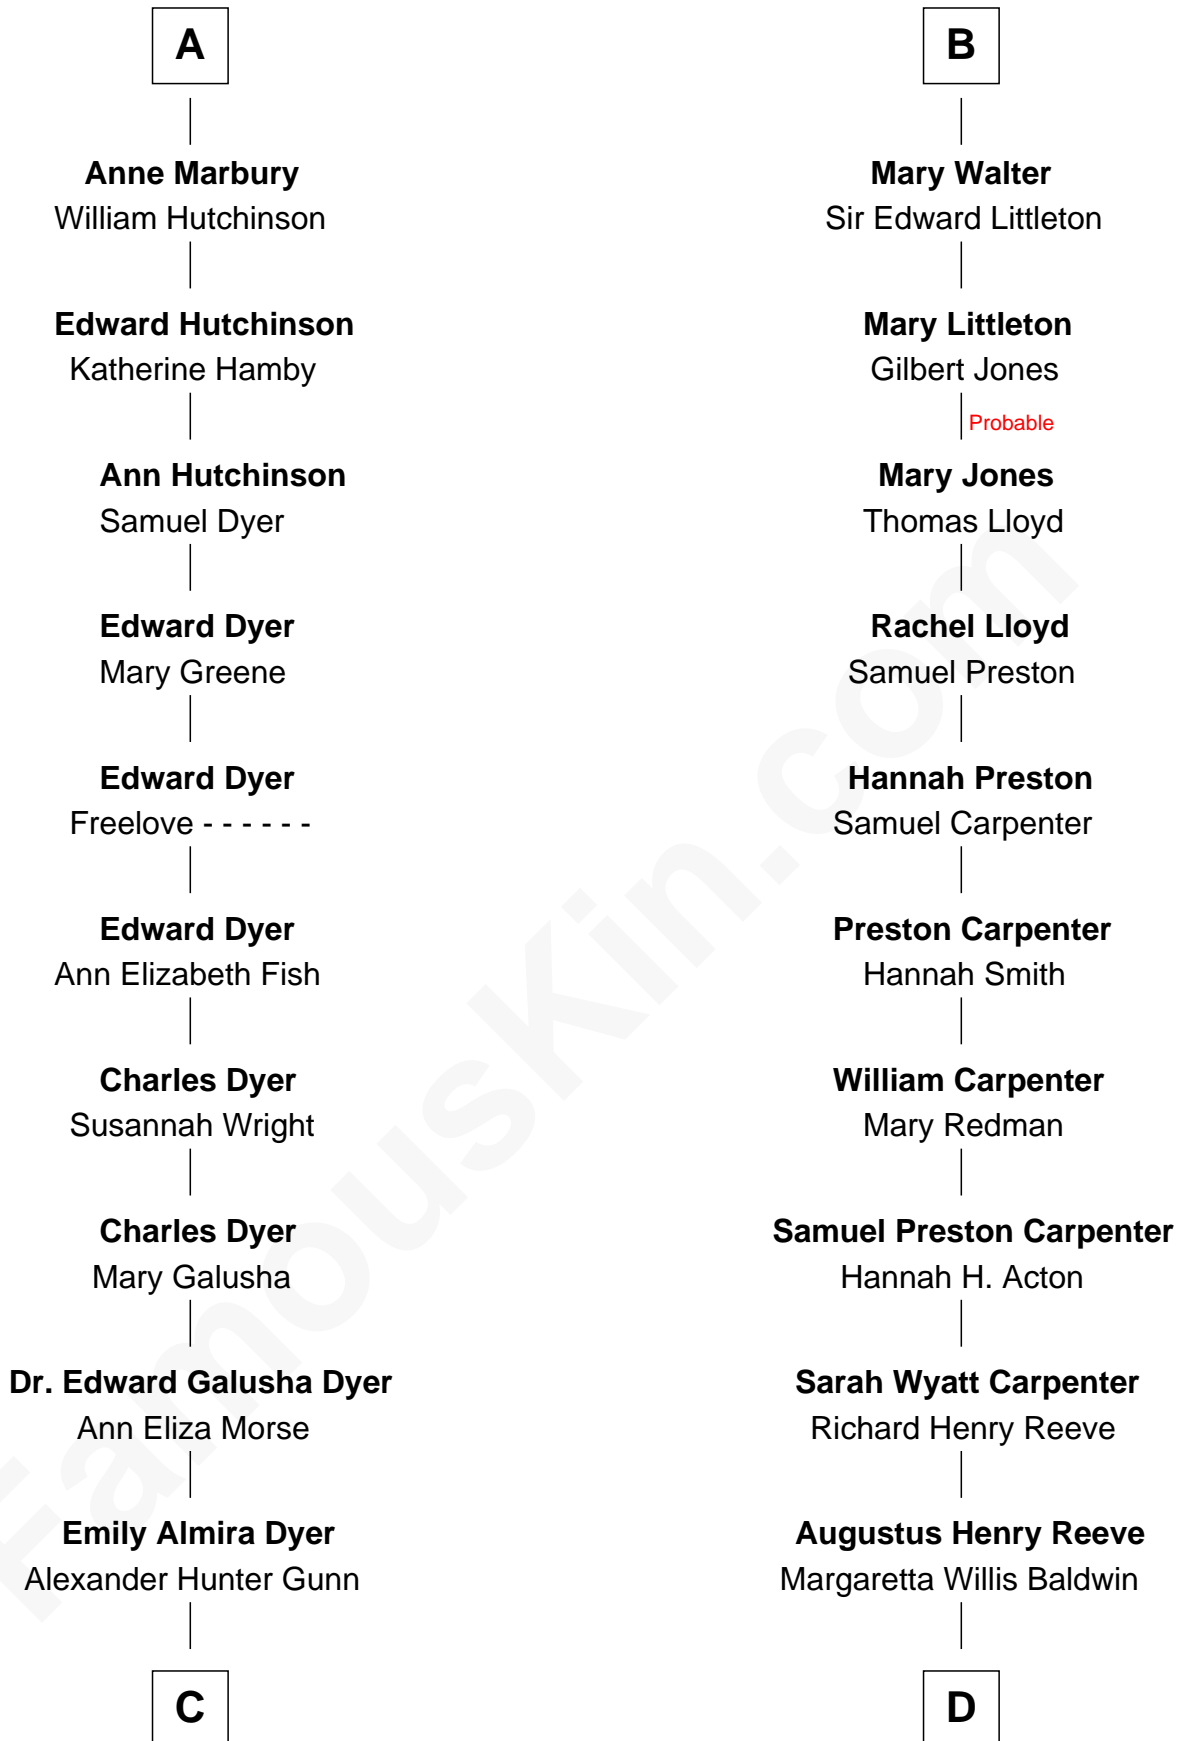 A
Anne Marbury
William Hutchinson
Edward Hutchinson
Katherine Hamby
Ann Hutchinson
Samuel Dyer
Edward Dyer
Mary Greene
Edward Dyer
Freelove - - - - - -
Edward Dyer
Ann Elizabeth Fish
Charles Dyer
Susannah Wright
Charles Dyer
Mary Galusha
Dr. Edward Galusha Dyer
Ann Eliza Morse
Emily Almira Dyer
Alexander Hunter Gunn
C
B
Mary Walter
Sir Edward Littleton
Mary Littleton
Gilbert Jones
Probable
Mary Jones
Thomas Lloyd
Rachel Lloyd
Samuel Preston
Hannah Preston
Samuel Carpenter
Preston Carpenter
Hannah Smith
William Carpenter
Mary Redman
Samuel Preston Carpenter
Hannah H. Acton
Sarah Wyatt Carpenter
Richard Henry Reeve
Augustus Henry Reeve
Margaretta Willis Baldwin
D
FamousKin.com